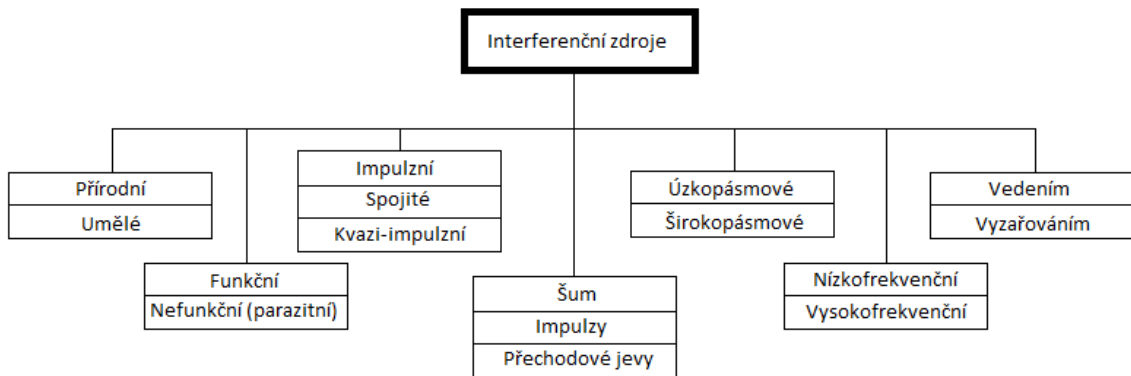 Interferenční zdroje
Přírodní
Umělé
Funkční
Nefunkční (parazitní)
Impulzní
Spojité
Kvazi-impulzní
Šum
Impulzy
Přechodové jevy
Úzkopásmové
Širokopásmové
Nízkofrekvenční
Vysokofrekvenční
Vedením
Vyzařováním